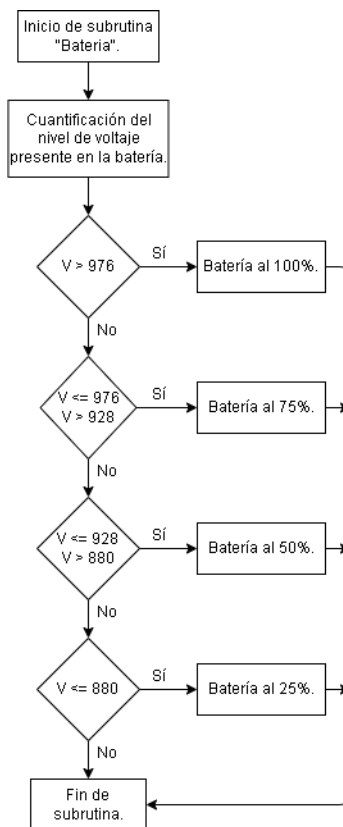 Inicio de subrutina
"Bateria".
Cuantificación del
nivel de voltaje
presente en la batería.
V > 976
Sí
Batería al 100%.
No
V <= 976
V > 928
Sí
Batería al 75%.
No
V <= 928
V > 880
Sí
Batería al 50%.
No
V <= 880
Sí
Batería al 25%.
No
Fin de
subrutina.